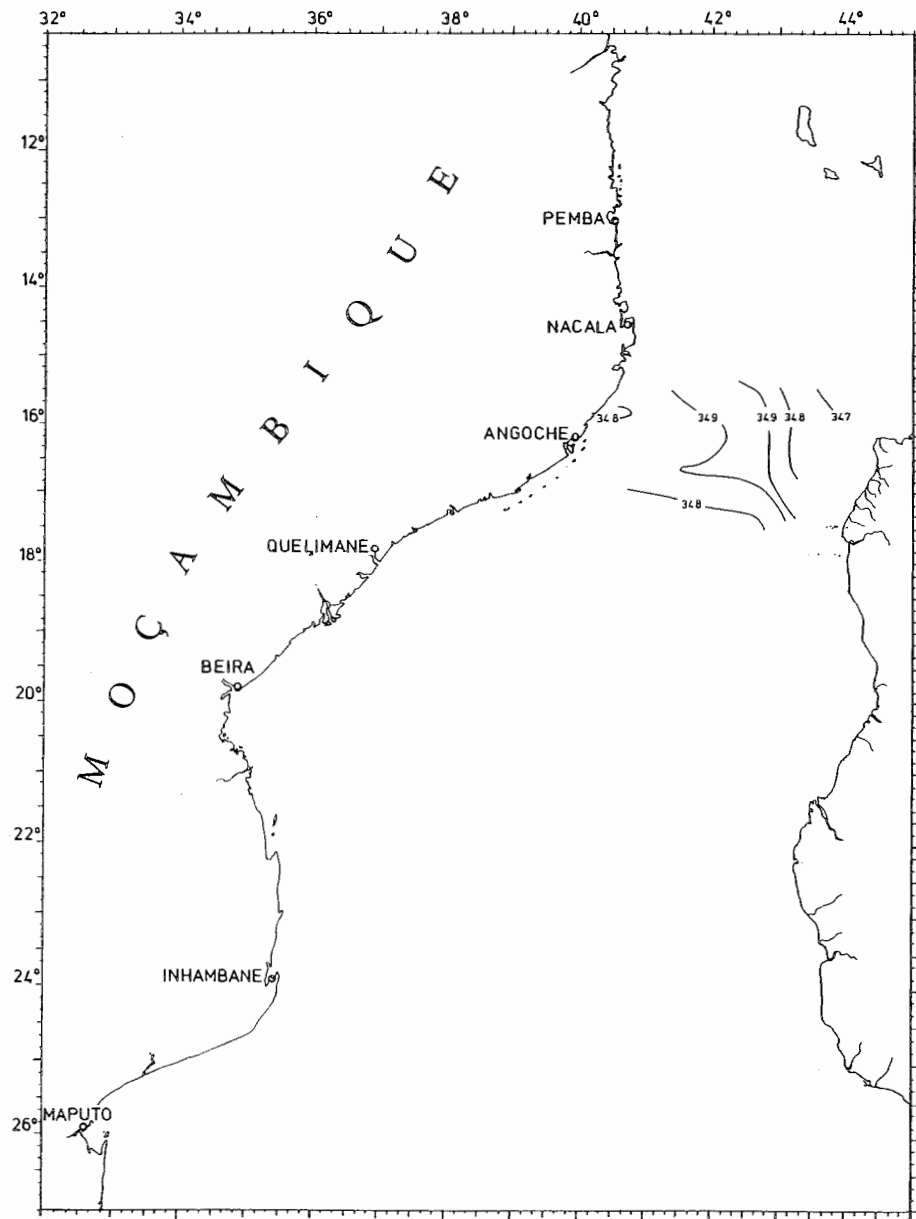 32° 34° 36° 38° 40° 42° 44°
12°
PEMBA
14°
NACALA
349 349 348 347
348
16°
ANGOCHE
348
QUELIMANE
18°
BEIRA
20°
22°
INHAMBANE
24°
MAPUTO
26°
MOÇAMBIQUE